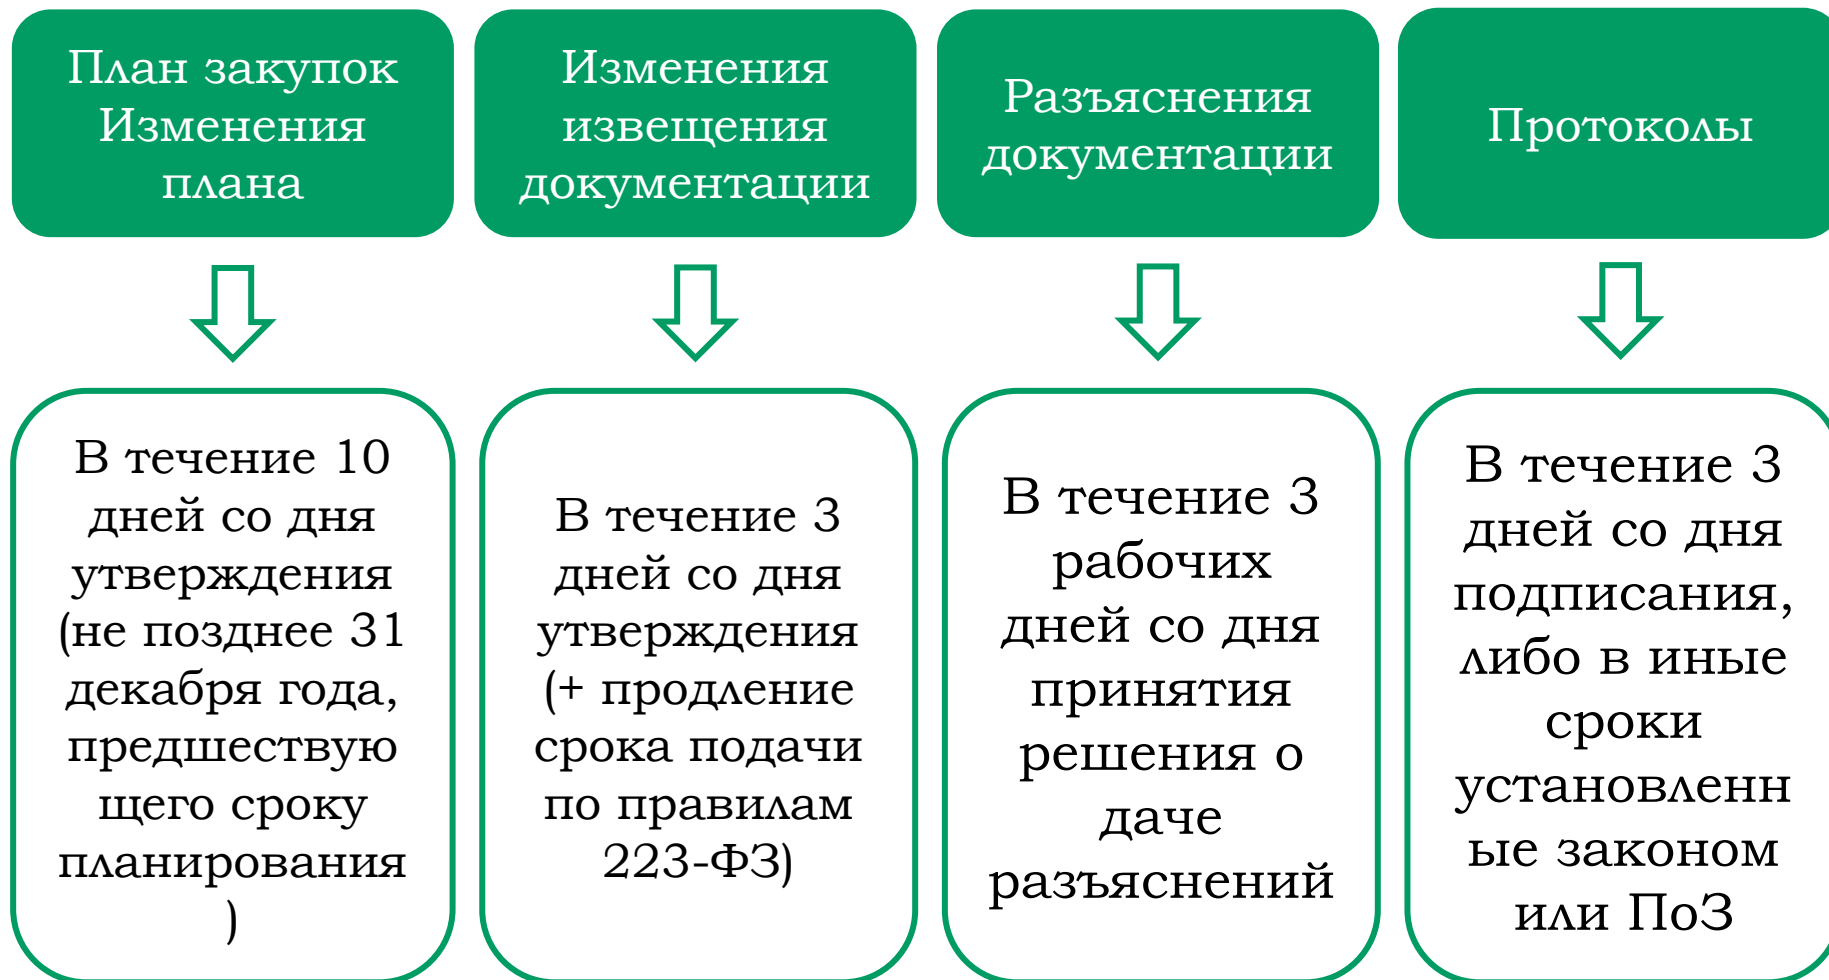 План закупок
Изменения
плана
Изменения
извещения
документации
Разъяснения
документации
Протоколы
В течение 10
дней со дня
утверждения
(не позднее 31
декабря года,
предшествую
щего сроку
планирования
)
В течение 3
дней со дня
утверждения
(+ продление
срока подачи
по правилам
223-ФЗ)
В течение 3
рабочих
дней со дня
принятия
решения о
даче
разъяснений
В течение 3
дней со дня
подписания,
либо в иные
сроки
установленн
ые законом
или ПоЗ